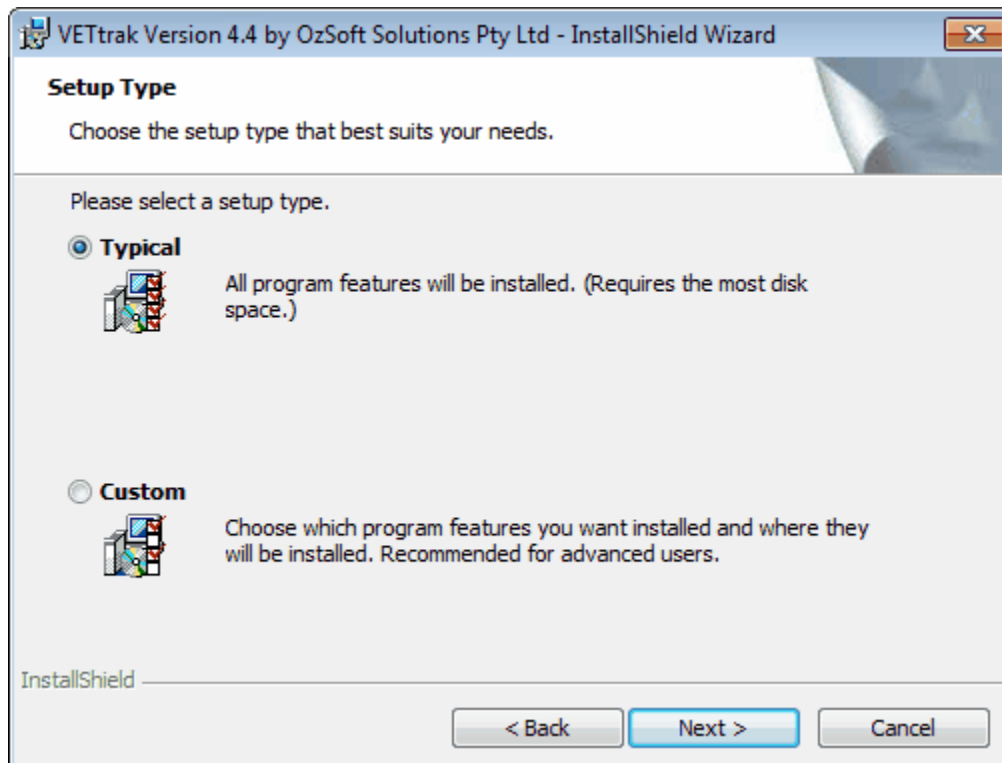 VETtrak Version 4.4 by OzSoft Solutions Pty Ltd - InstallShield Wizard
Setup Type
Choose the setup type that best suits your needs.
Please select a setup type.
Typical
All program features will be installed. (Requires the most disk
space.)
Custom
Choose which program features you want installed and where they
will be installed. Recommended for advanced users.
InstallShield
< Back Next > Cancel